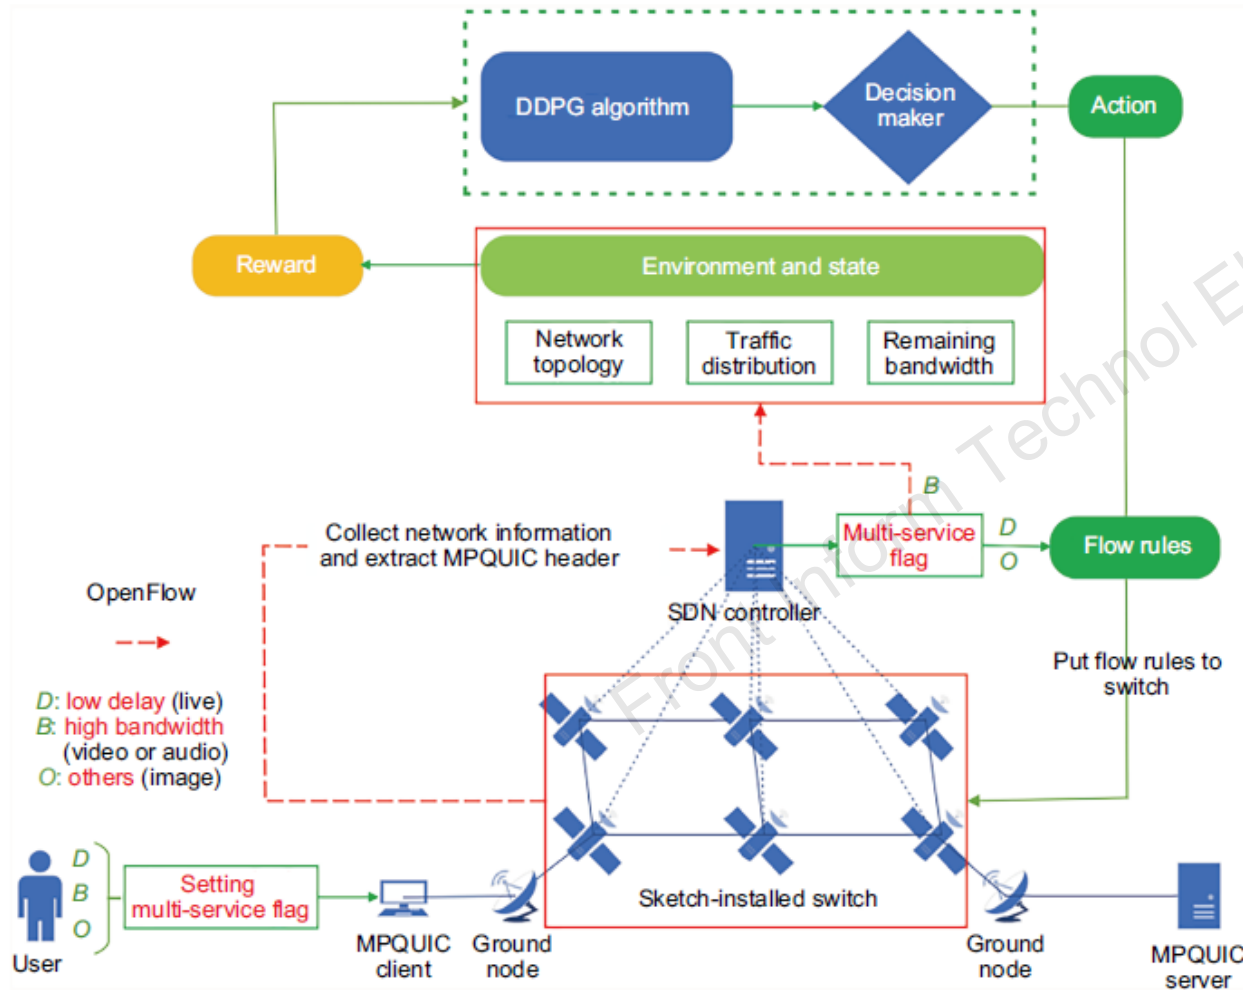 DDPG algorithm
Decision
maker
Action
Reward
Environment and state
Network
topology
Traffic
distribution
Remaining
bandwidth
B
Collect network information
and extract MPQUIC header
Multi-service
flag
D
O
Flow rules
OpenFlow
SDN controller
Put flow rules to
switch
D: low delay (live)
B: high bandwidth
(video or audio)
O: others (image)
D
B
O
Setting
multi-service flag
Sketch-installed switch
User
MPQUIC
client
Ground
node
Ground
node
MPQUIC
server
Front Inform Technol El